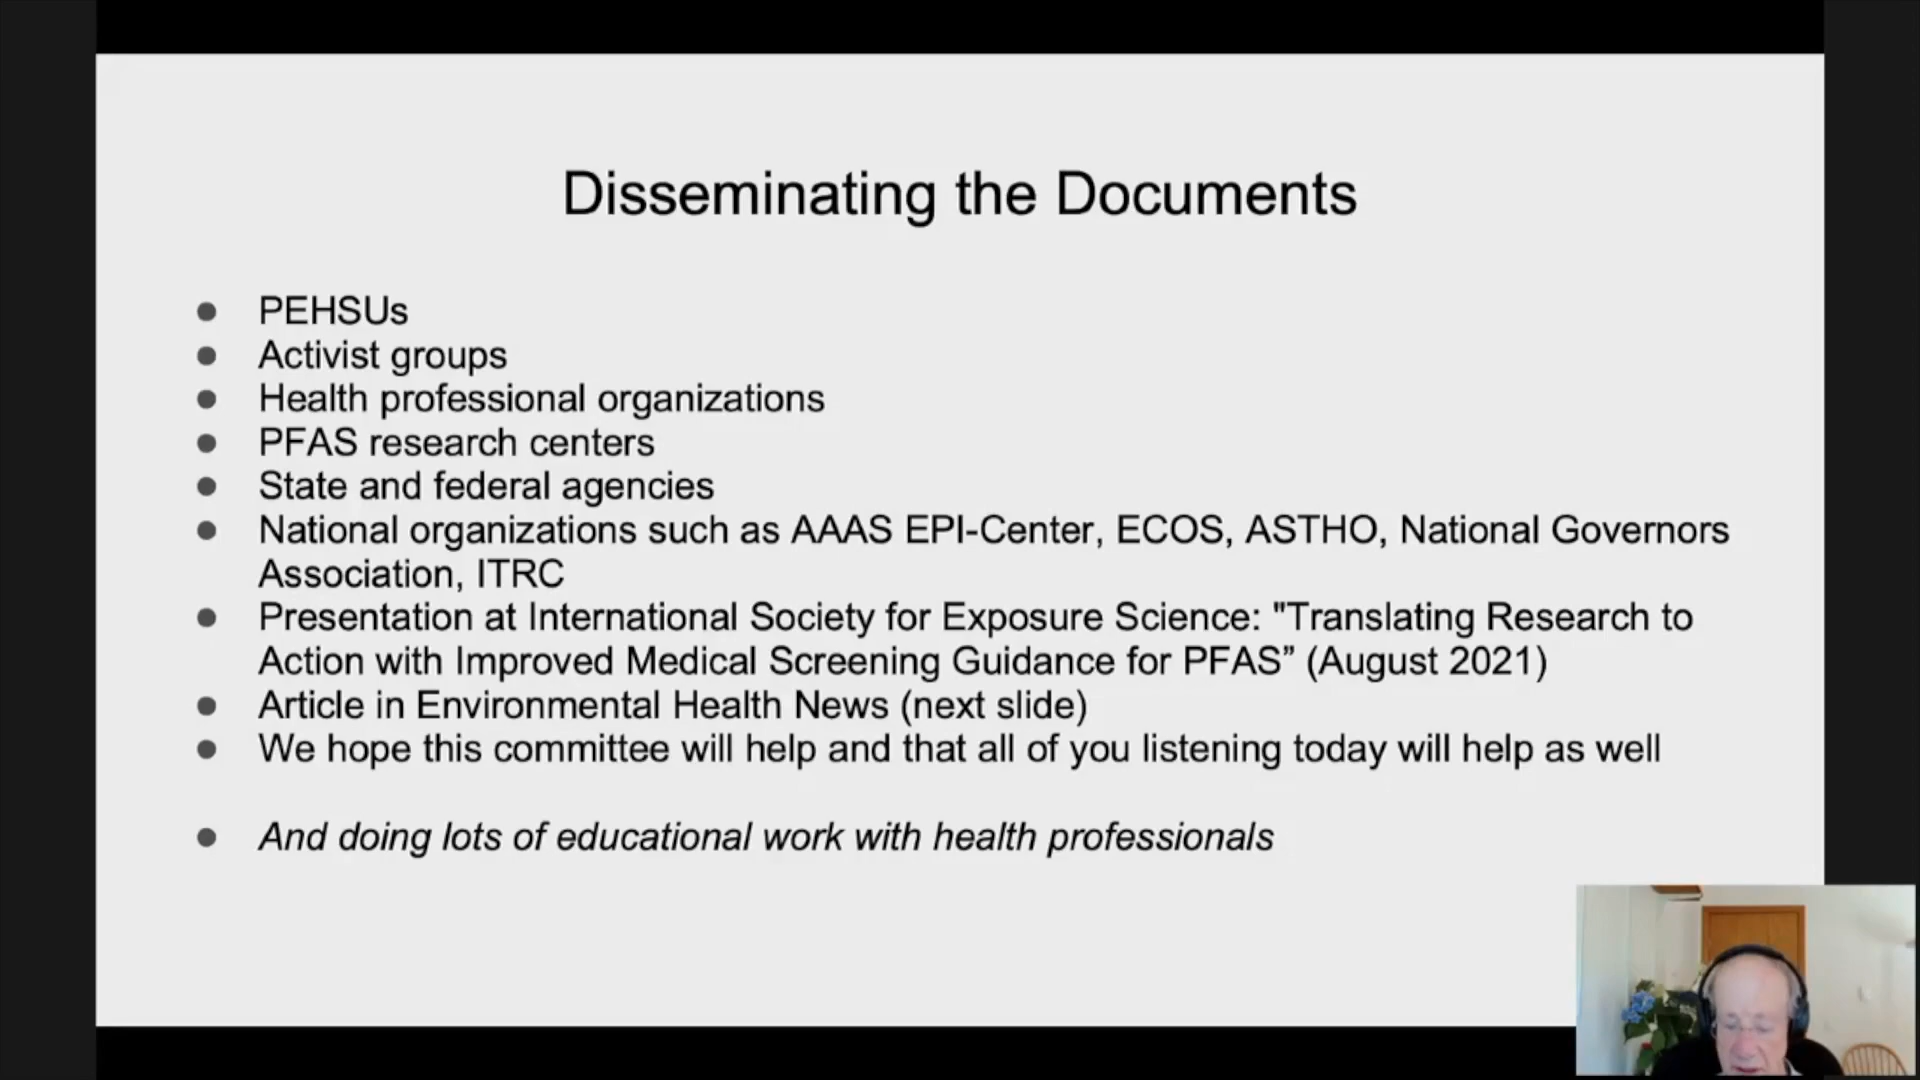 Disseminating the Documents
● PEHSUs
● Activist groups
● Health professional organizations
● PFAS research centers
● State and federal agencies
● National organizations such as AAAS EPI-Center, ECOS, ASTHO, National Governors
Association, ITRC
● Presentation at International Society for Exposure Science: "Translating Research to
Action with Improved Medical Screening Guidance for PFAS” (August 2021)
● Article in Environmental Health News (next slide)
● We hope this committee will help and that all of you listening today will help as well
● And doing lots of educational work with health professionals